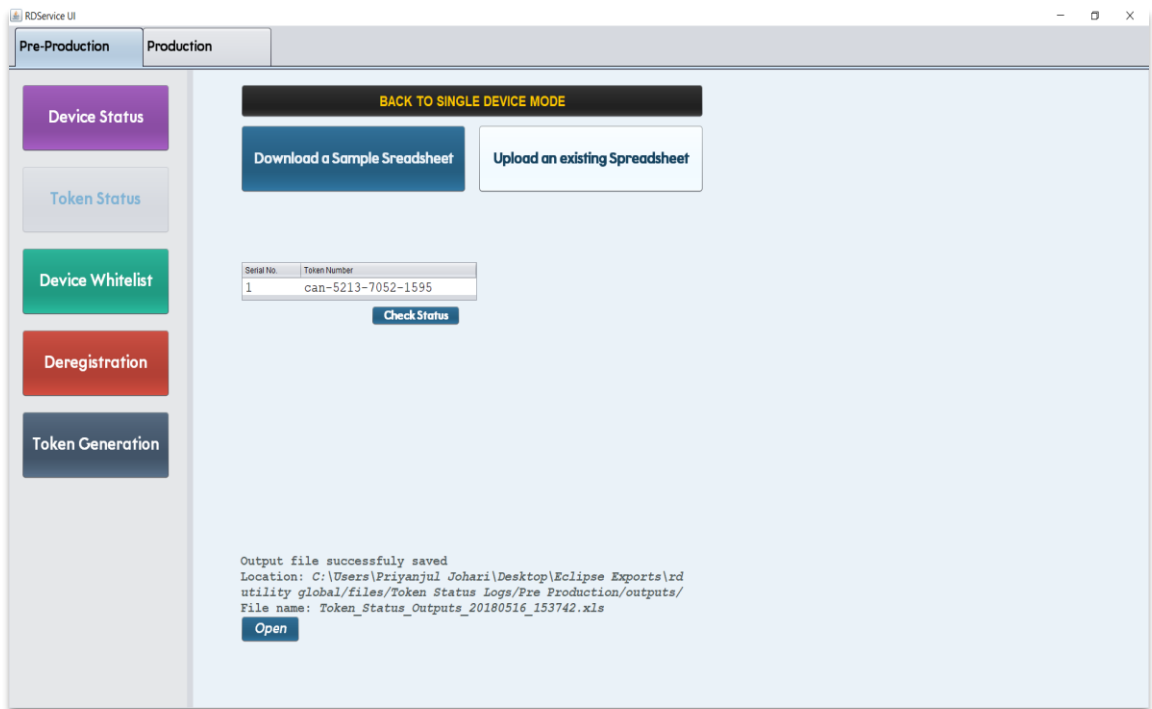 RDService UI
Pre-Production Production
Device Status
Token Status
Device Whitelist
Deregistration
Token Generation
BACK TO SINGLE DEVICE MODE
Download a Sample Sreadsheet Upload an existing Spreadsheet
Serial No. Token Number
1 can-5213-7052-1595
Check Status
Output file successfuly saved
Location: C:\Users\Priyanjul Johari\Desktop\Eclipse Exports\rd
utility global/files/Token Status Logs/Pre Production/outputs/
File name: Token_Status_Outputs_20180516_153742.xls
Open